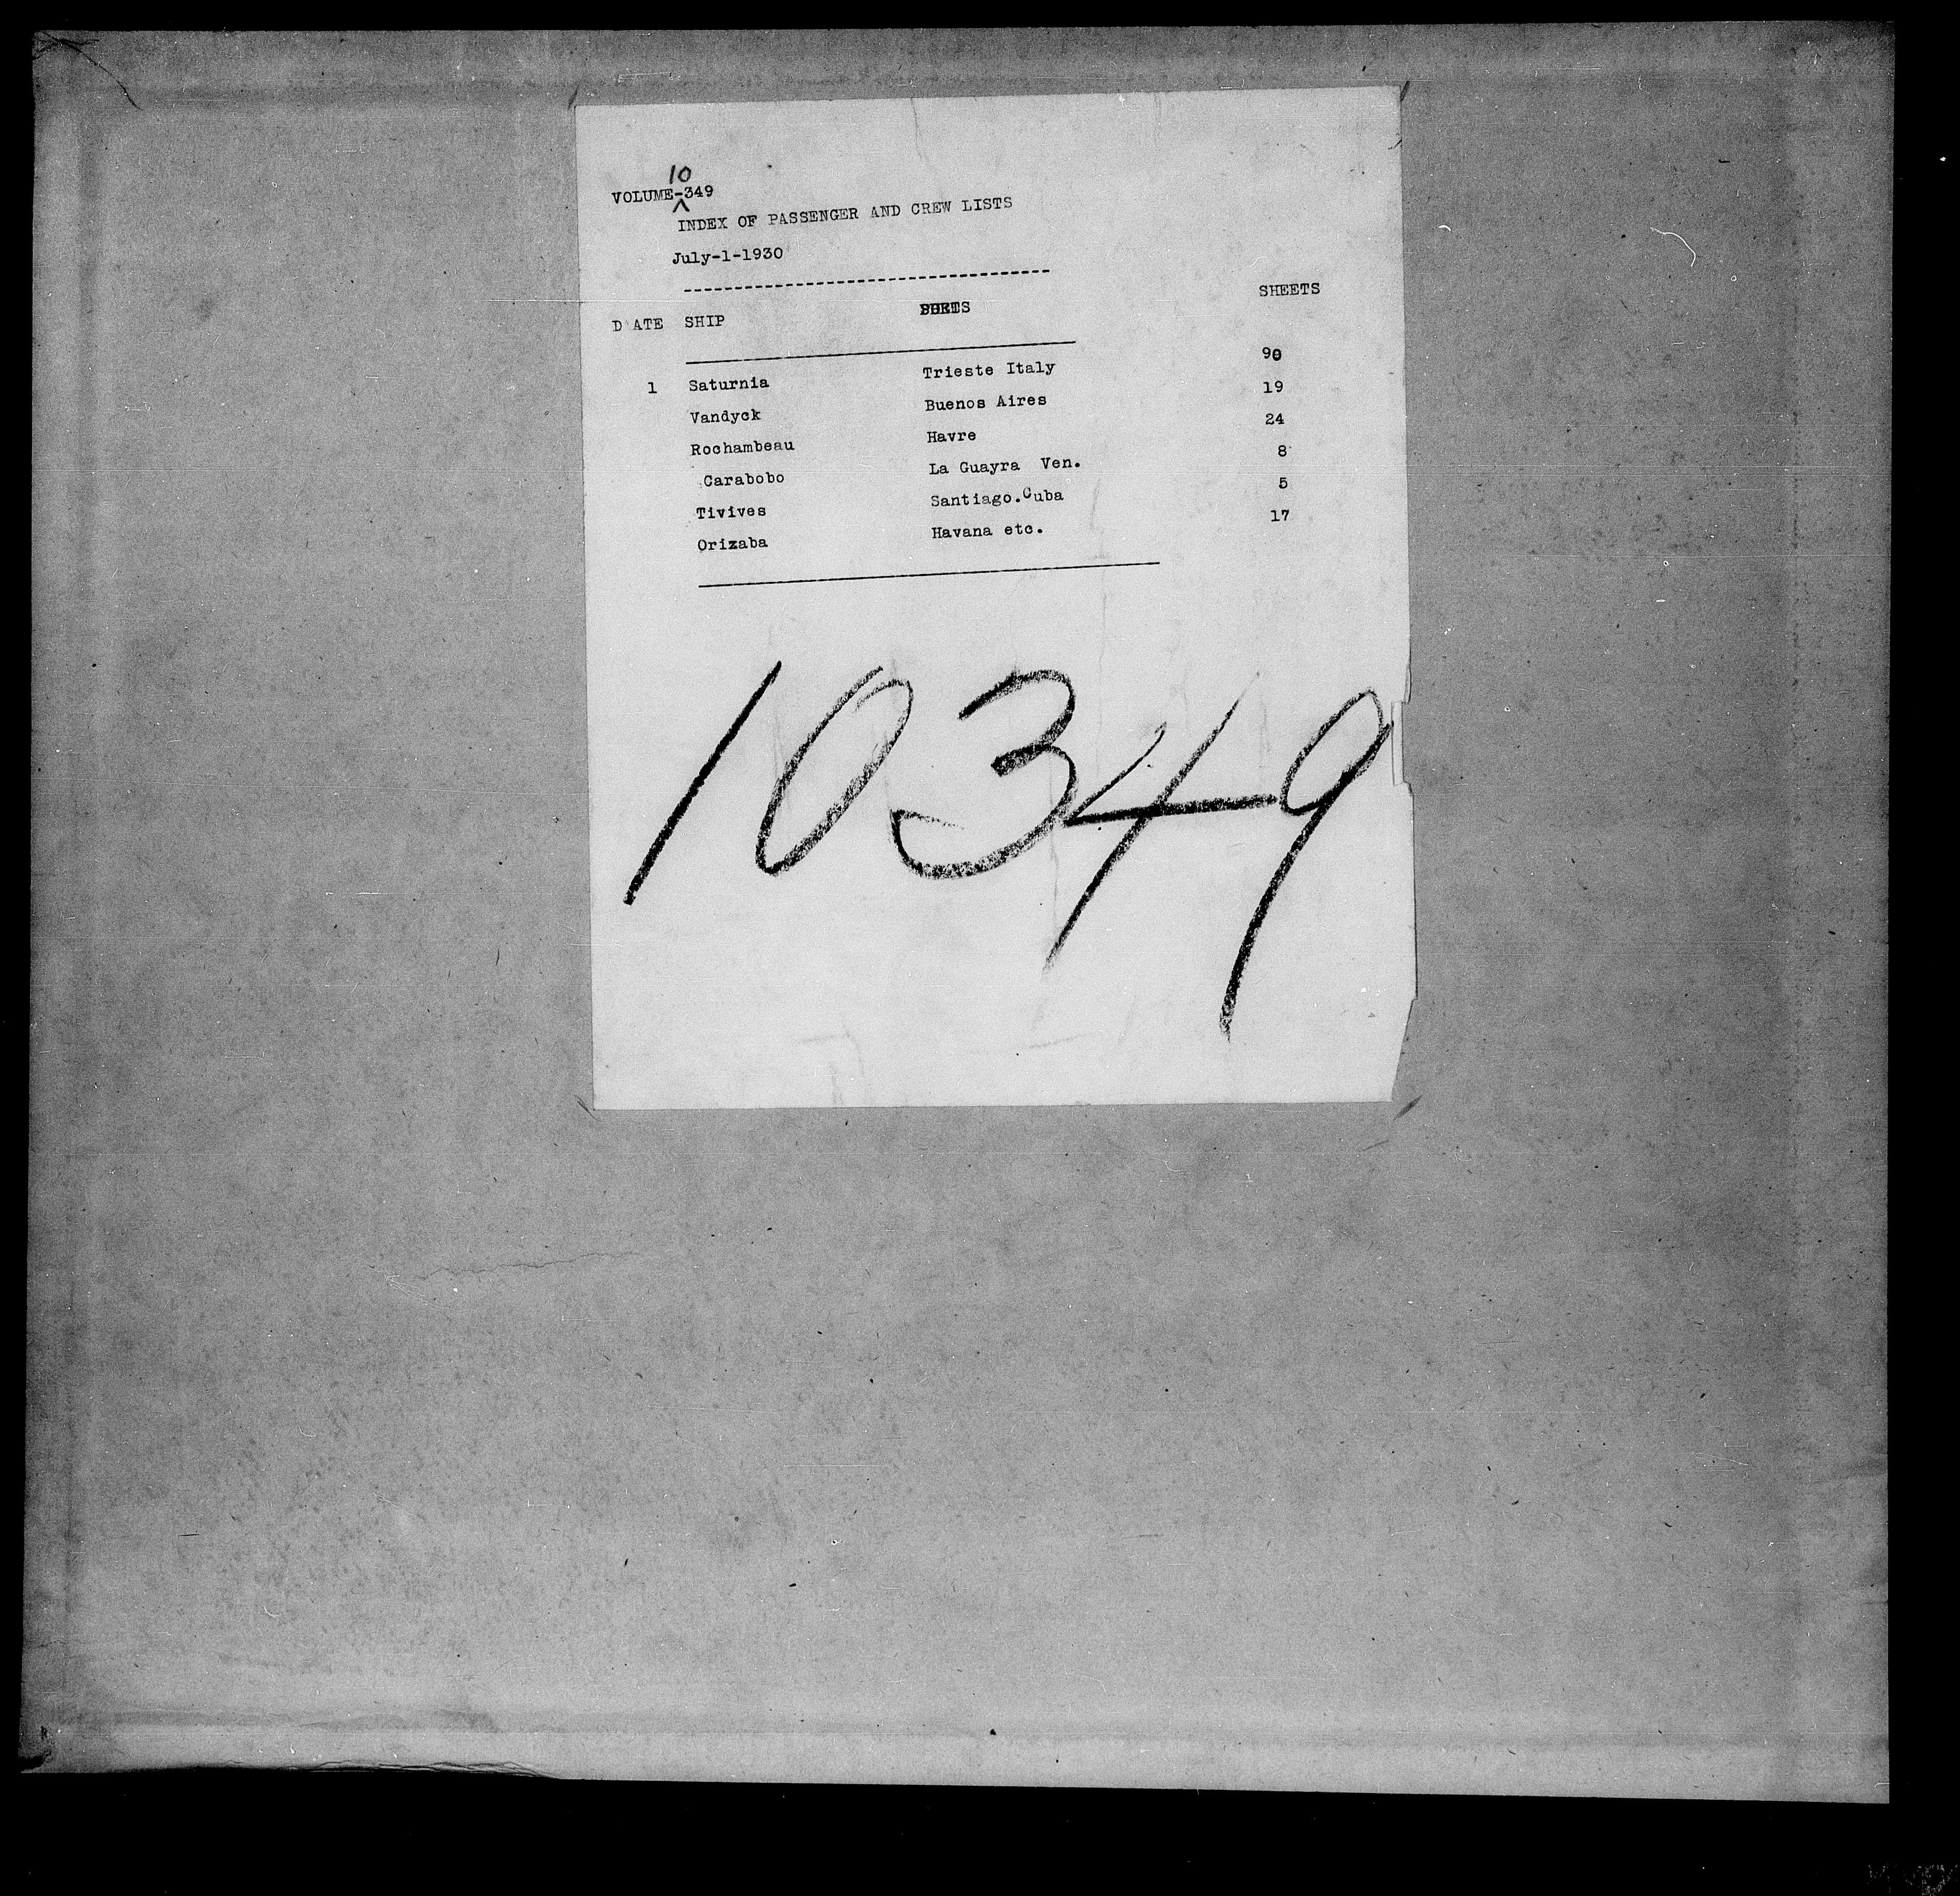 10
VOLUME-349
INDEX OF PASSENGER AND CREW LISTS
July-1-1930
DATE SHIP SHEETS
1 Saturnia Trieste Italy 90
Vandyck Buenos Aires 19
Rochambeau Havre 24
Carabobo La Guayra Ven. 8
Tivives Santiago.Cuba 5
Orizaba Havana etc. 17
10349